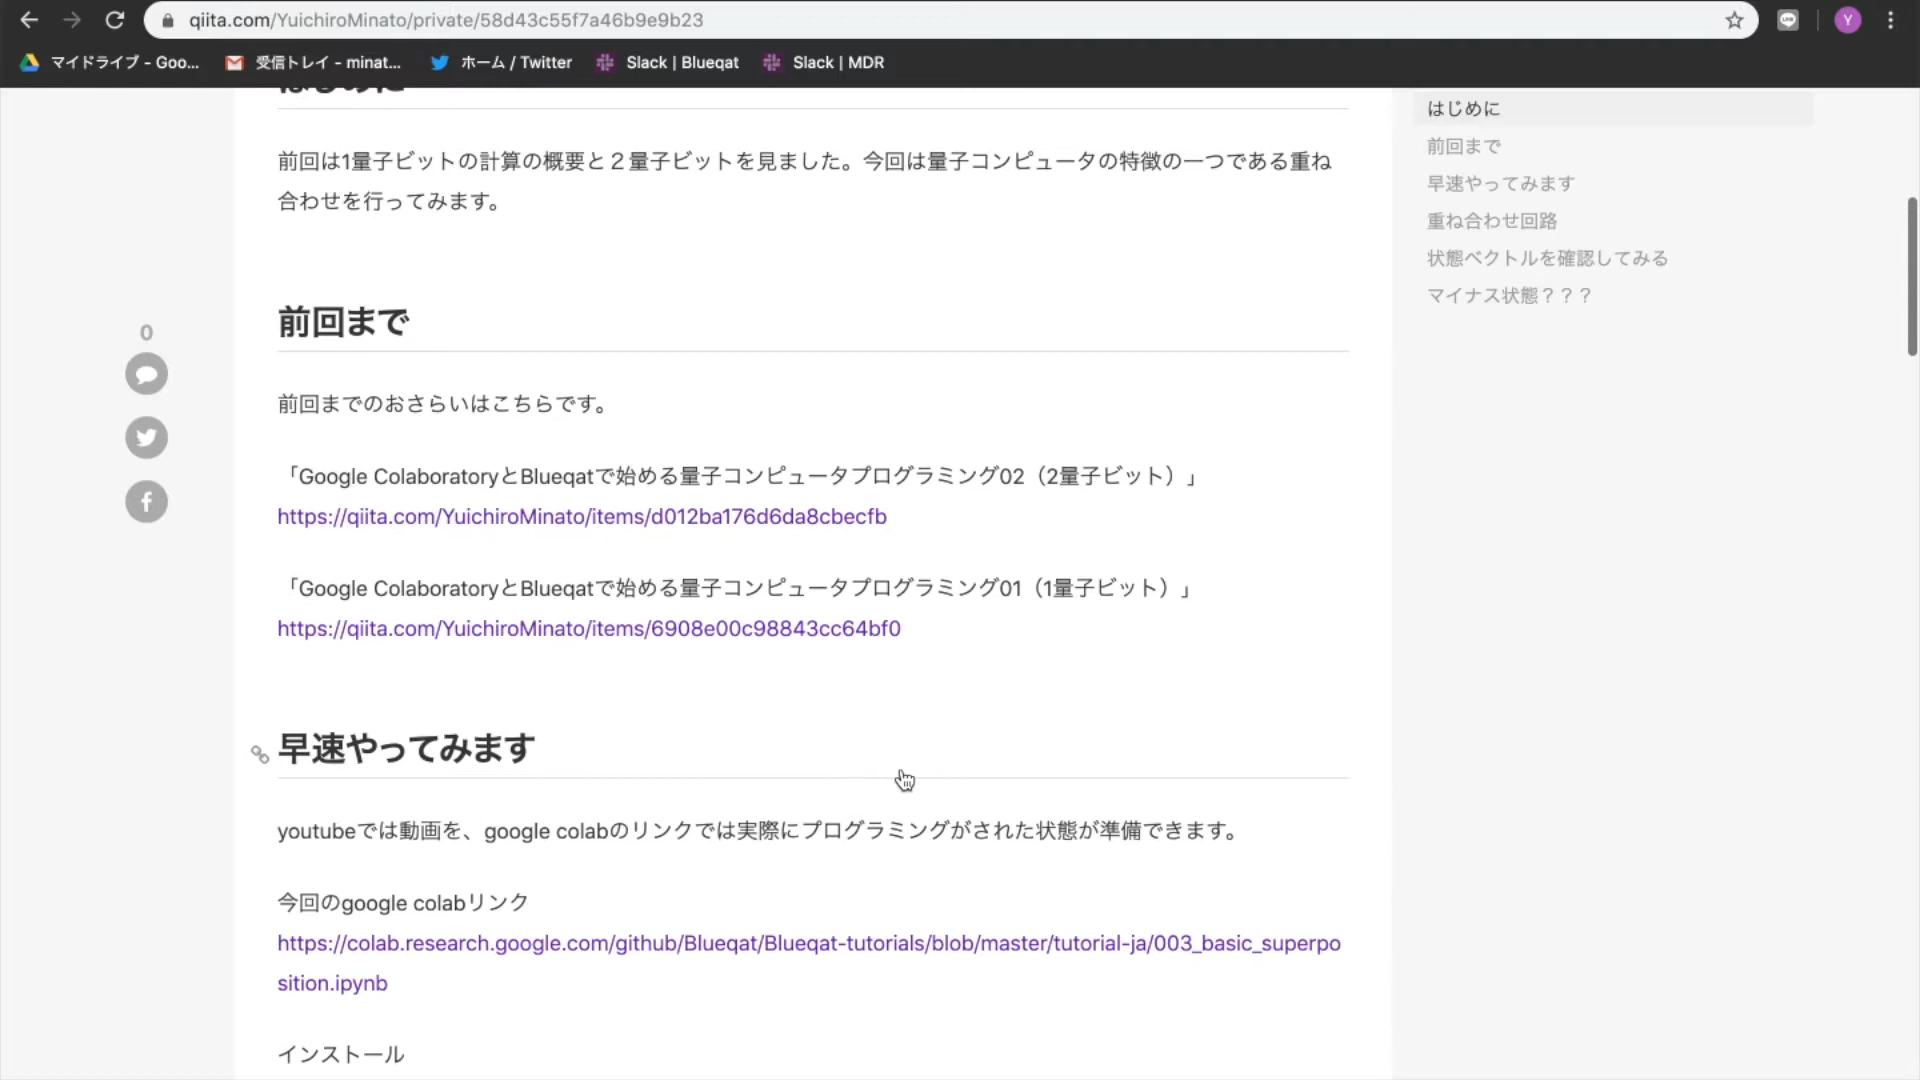 qiita.com/YuichiroMinato/private/58d43c55f7a46b9e9b23
Y
マイドライブ - Goo...
受信トレイ - minat...
ホーム / Twitter
Slack | Blueqat
Slack | MDR
はじめに
前回は1量子ビットの計算の概要と２量子ビットを見ました。今回は量子コンピュータの特徴の一つである重ね
合わせを行ってみます。
前回まで
前回までのおさらいはこちらです。
「Google ColaboratoryとBlueqatで始める量子コンピュータプログラミング02（2量子ビット）」
https://qiita.com/YuichiroMinato/items/d012ba176d6da8cbecfb
「Google ColaboratoryとBlueqatで始める量子コンピュータプログラミング01（1量子ビット）」
https://qiita.com/YuichiroMinato/items/6908e00c98843cc64bf0
早速やってみます
youtubeでは動画を、google colabのリンクでは実際にプログラミングがされた状態が準備できます。
今回のgoogle colabリンク
https://colab.research.google.com/github/Blueqat/Blueqat-tutorials/blob/master/tutorial-ja/003_basic_superpo
sition.ipynb
インストール
0
はじめに
前回まで
早速やってみます
重ね合わせ回路
状態ベクトルを確認してみる
マイナス状態？？？